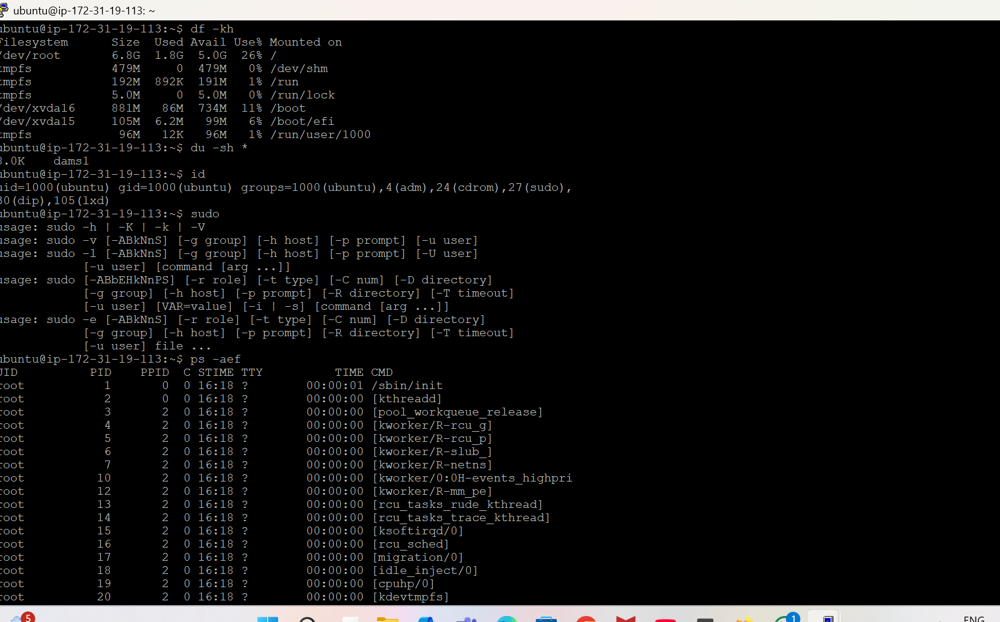 ubuntu@ip-172-31-19-113: ~
ubuntu@ip-172-31-19-113:~$ df -kh
Filesystem      Size  Used Avail Use% Mounted on
/dev/root       6.8G  1.8G  5.0G  26% /
tmpfs           479M     0  479M   0% /dev/shm
tmpfs           192M  892K  191M   1% /run
tmpfs           5.0M     0  5.0M   0% /run/lock
/dev/xvda16     881M   86M  734M  11% /boot
/dev/xvda15     105M  6.2M   99M   6% /boot/efi
tmpfs            96M   12K   96M   1% /run/user/1000
ubuntu@ip-172-31-19-113:~$ du -sh *
8.0K    dams1
ubuntu@ip-172-31-19-113:~$ id
uid=1000(ubuntu) gid=1000(ubuntu) groups=1000(ubuntu),4(adm),24(cdrom),27(sudo),
30(dip),105(lxd)
ubuntu@ip-172-31-19-113:~$ sudo
usage: sudo -h | -K | -k | -V
usage: sudo -v [-ABkNnS] [-g group] [-h host] [-p prompt] [-u user]
usage: sudo -l [-ABkNnS] [-g group] [-h host] [-p prompt] [-U user]
            [-u user] [command [arg ...]]
usage: sudo [-ABbEHkNnPS] [-r role] [-t type] [-C num] [-D directory]
            [-g group] [-h host] [-p prompt] [-R directory] [-T timeout]
            [-u user] [VAR=value] [-i | -s] [command [arg ...]]
usage: sudo -e [-ABkNnS] [-r role] [-t type] [-C num] [-D directory]
            [-g group] [-h host] [-p prompt] [-R directory] [-T timeout]
            [-u user] file ...
ubuntu@ip-172-31-19-113:~$ ps -aef
UID          PID    PPID  C STIME TTY          TIME CMD
root           1       0  0 16:18 ?        00:00:01 /sbin/init
root           2       0  0 16:18 ?        00:00:00 [kthreadd]
root           3       2  0 16:18 ?        00:00:00 [pool_workqueue_release]
root           4       2  0 16:18 ?        00:00:00 [kworker/R-rcu_g]
root           5       2  0 16:18 ?        00:00:00 [kworker/R-rcu_p]
root           6       2  0 16:18 ?        00:00:00 [kworker/R-slub_]
root           7       2  0 16:18 ?        00:00:00 [kworker/R-netns]
root          10       2  0 16:18 ?        00:00:00 [kworker/0:0H-events_highpri
root          12       2  0 16:18 ?        00:00:00 [kworker/R-mm_pe]
root          13       2  0 16:18 ?        00:00:00 [rcu_tasks_rude_kthread]
root          14       2  0 16:18 ?        00:00:00 [rcu_tasks_trace_kthread]
root          15       2  0 16:18 ?        00:00:00 [ksoftirqd/0]
root          16       2  0 16:18 ?        00:00:00 [rcu_sched]
root          17       2  0 16:18 ?        00:00:00 [migration/0]
root          18       2  0 16:18 ?        00:00:00 [idle_inject/0]
root          19       2  0 16:18 ?        00:00:00 [cpuhp/0]
root          20       2  0 16:18 ?        00:00:00 [kdevtmpfs]
5
1
ENG